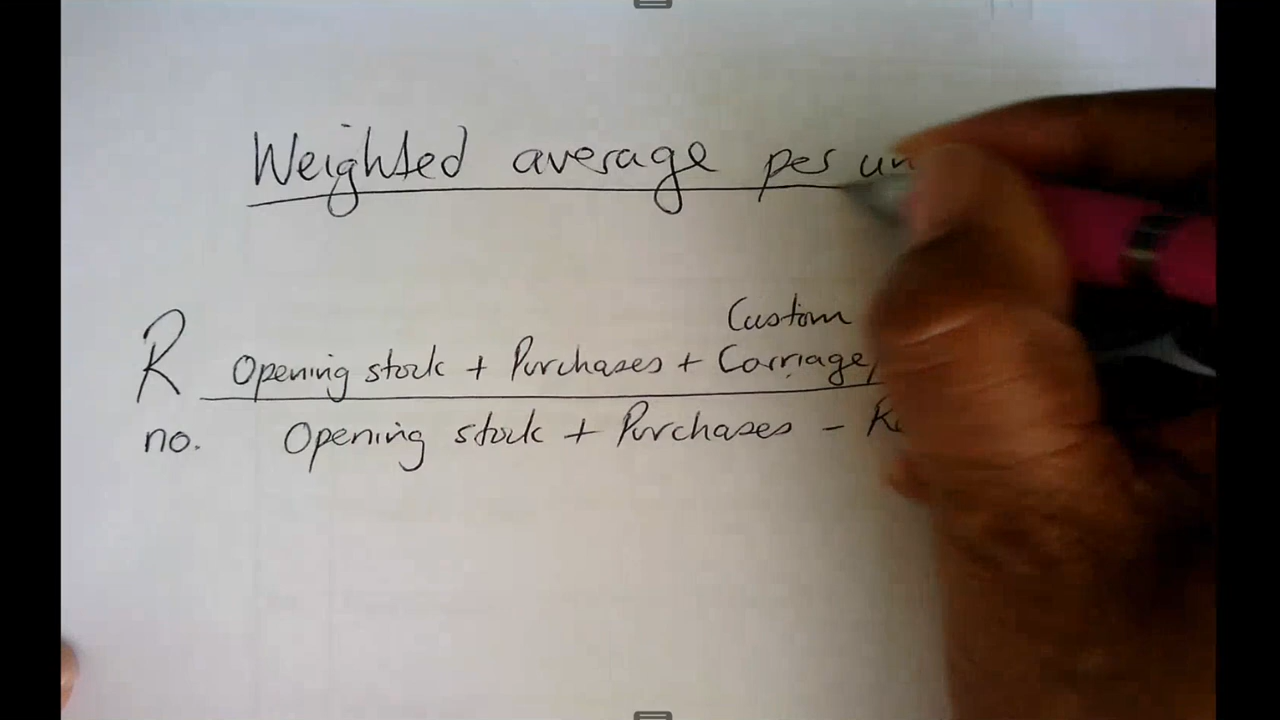 Weighted average per un
Custom
R Opening stock + Purchases + Carriage,
no. Opening stock + Purchases -